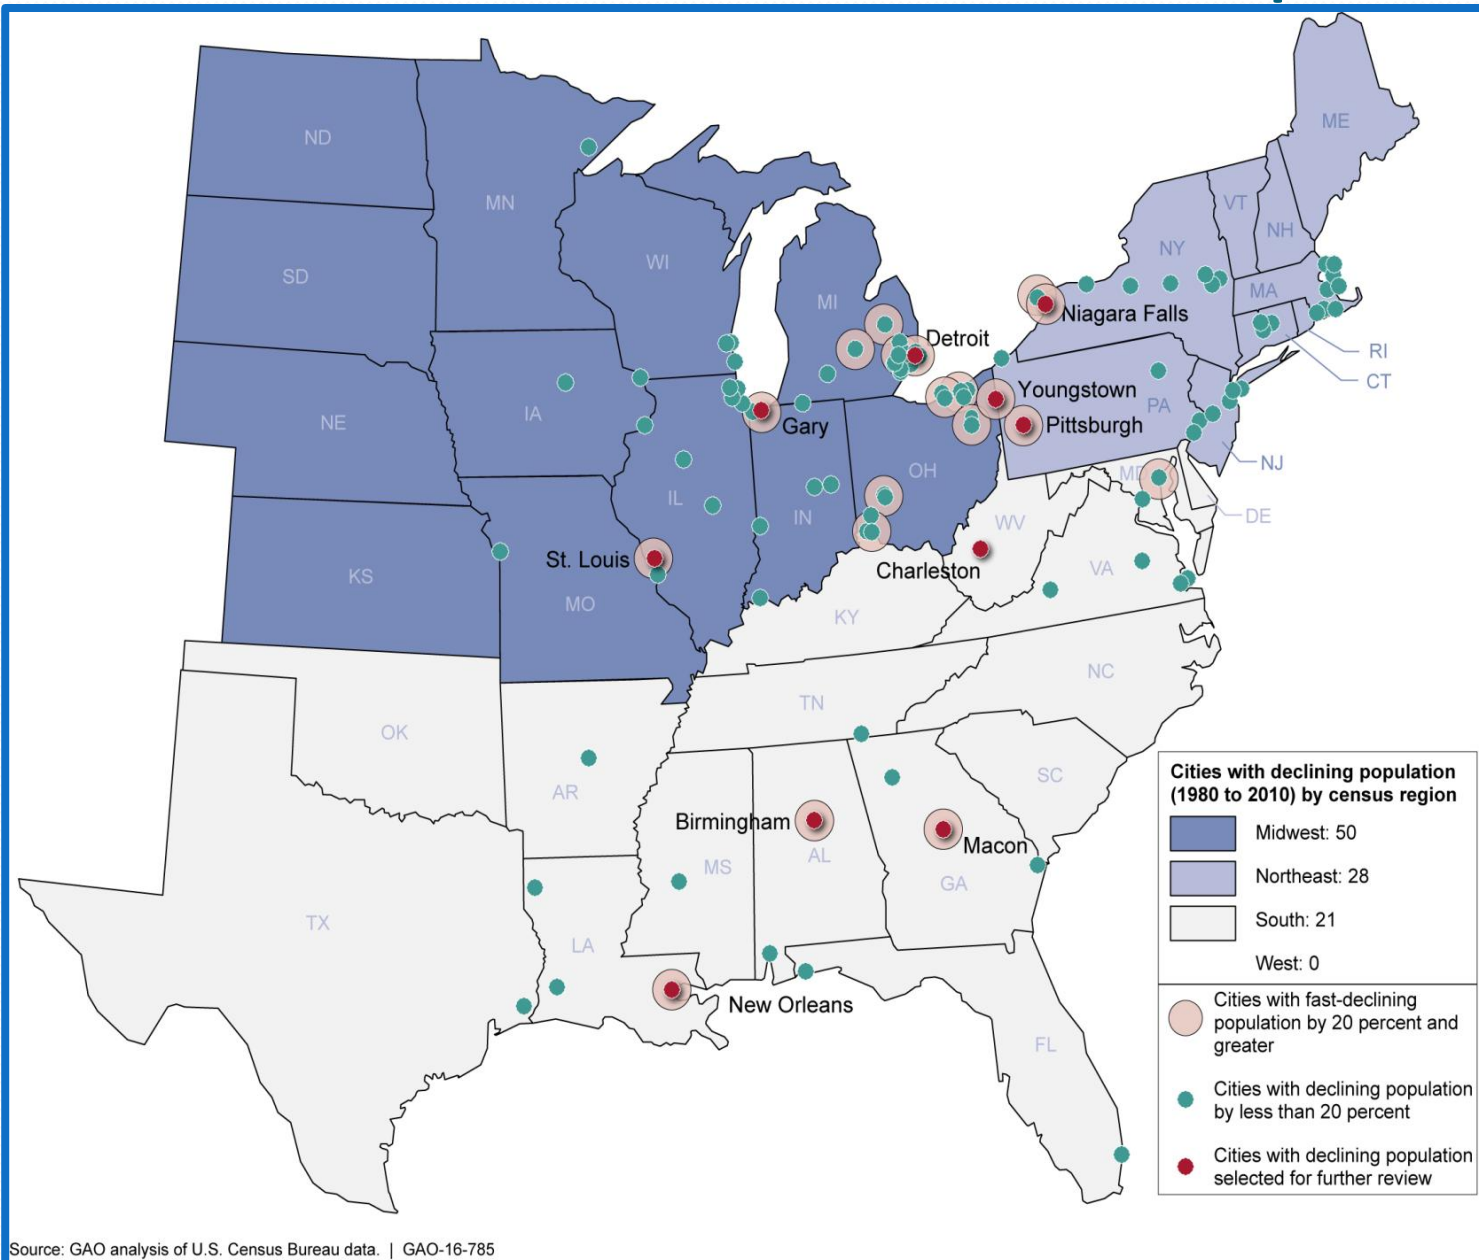 ME
ND
VT
MN
NH
NY
WI
SD
MI
MA
Niagara Falls
Detroit
RI
CT
Youngstown
PA
IA
NE
Gary
Pittsburgh
NJ
OH
MD
IL
IN
DE
WV
St. Louis
Charleston
KS
VA
MO
KY
NC
TN
OK
SC
AR
Birmingham
Macon
AL
MS
GA
TX
LA
New Orleans
FL
Cities with declining population
(1980 to 2010) by census region
Midwest: 50
Northeast: 28
South: 21
West: 0
Cities with fast-declining
population by 20 percent and
greater
Cities with declining population
by less than 20 percent
Cities with declining population
selected for further review
Source: GAO analysis of U.S. Census Bureau data. | GAO-16-785